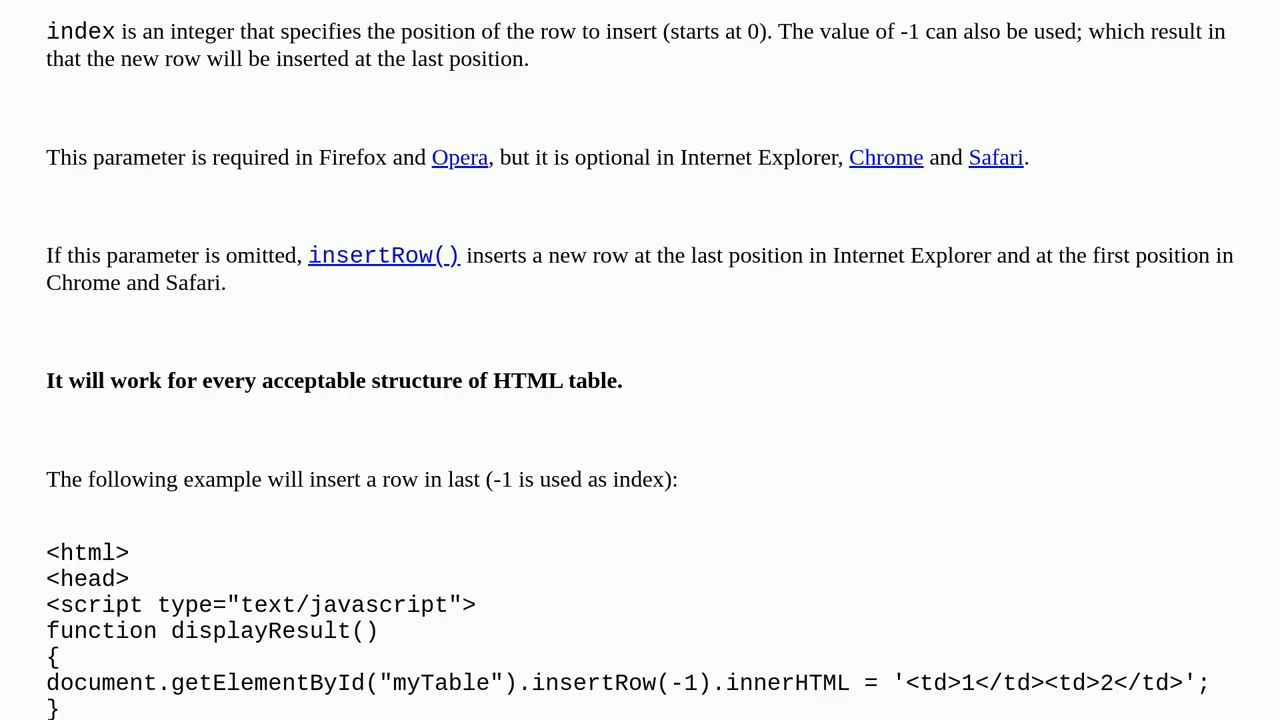 index is an integer that specifies the position of the row to insert (starts at 0). The value of -1 can also be used; which result in
that the new row will be inserted at the last position.
This parameter is required in Firefox and Opera, but it is optional in Internet Explorer, Chrome and Safari.
If this parameter is omitted, insertRow() inserts a new row at the last position in Internet Explorer and at the first position in
Chrome and Safari.
It will work for every acceptable structure of HTML table.
The following example will insert a row in last (-1 is used as index):
<html>
<head>
<script type="text/javascript">
function displayResult()
{
document.getElementById("myTable").insertRow(-1).innerHTML = '<td>1</td><td>2</td>';
}